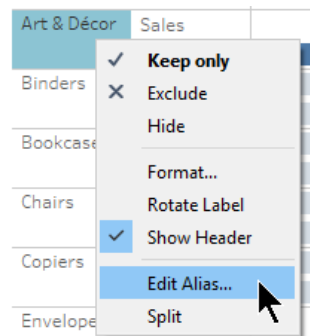 Art & Décor Sales
Keep only
Binders
Exclude
Hide
Bookcase
Format...
Chairs
Rotate Label
Show Header
Copiers
Edit Alias...
Envelope
Split